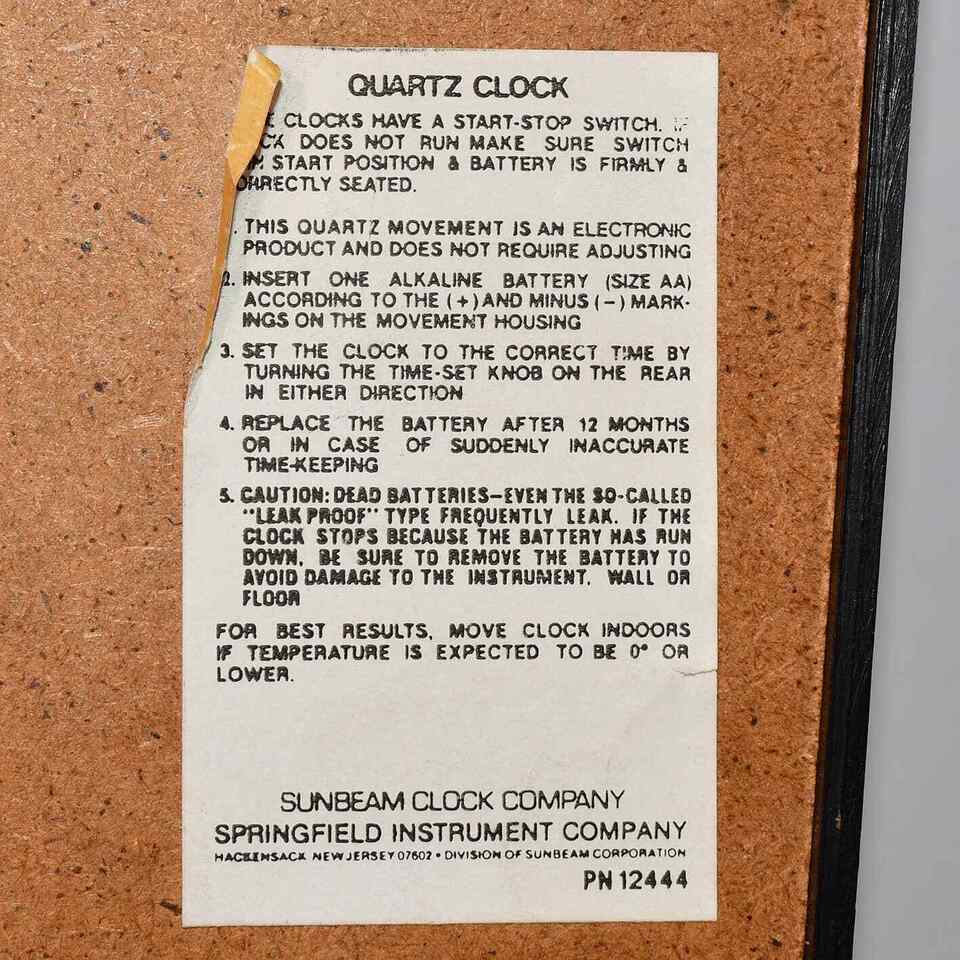 QUARTZ CLOCK
CLOCKS HAVE A START-STOP SWITCH. IF
DOES NOT RUN MAKE SURE SWITCH
START POSITION & BATTERY IS FIRMLY &
ORRECTLY SEATED.
. THIS QUARTZ MOVEMENT IS AN ELECTRONIC
PRODUCT AND DOES NOT REQUIRE ADJUSTING
2. INSERT ONE ALKALINE BATTERY (SIZE AA)
ACCORDING TO THE (+) AND MINUS (−) MARK-
INGS ON THE MOVEMENT HOUSING
3. SET THE CLOCK TO THE CORRECT TIME BY
TURNING THE TIME-SET KNOB ON THE REAR
IN EITHER DIRECTION
4. REPLACE THE BATTERY AFTER 12 MONTHS
OR IN CASE OF SUDDENLY INACCURATE
TIME-KEEPING
5. CAUTION: DEAD BATTERIES—EVEN THE SO-CALLED
"LEAK PROOF" TYPE FREQUENTLY LEAK. IF THE
CLOCK STOPS BECAUSE THE BATTERY HAS RUN
DOWN, BE SURE TO REMOVE THE BATTERY TO
AVOID DAMAGE TO THE INSTRUMENT, WALL OR
FLOOR
FOR BEST RESULTS, MOVE CLOCK INDOORS
IF TEMPERATURE IS EXPECTED TO BE 0° OR
LOWER.
SUNBEAM CLOCK COMPANY
SPRINGFIELD INSTRUMENT COMPANY
HACKENSACK NEW JERSEY 07602 • DIVISION OF SUNBEAM CORPORATION
PN 12444